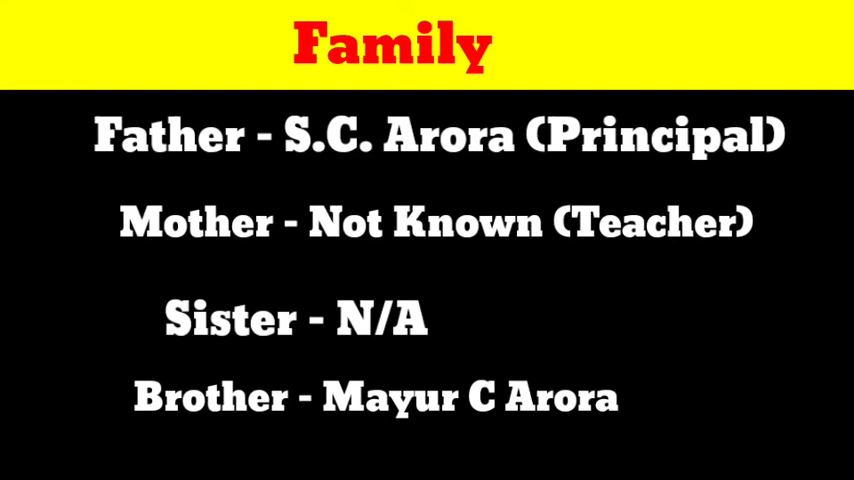 Family
Father - S.C. Arora (Principal)
Mother - Not Known (Teacher)
Sister - N/A
Brother - Mayur C Arora